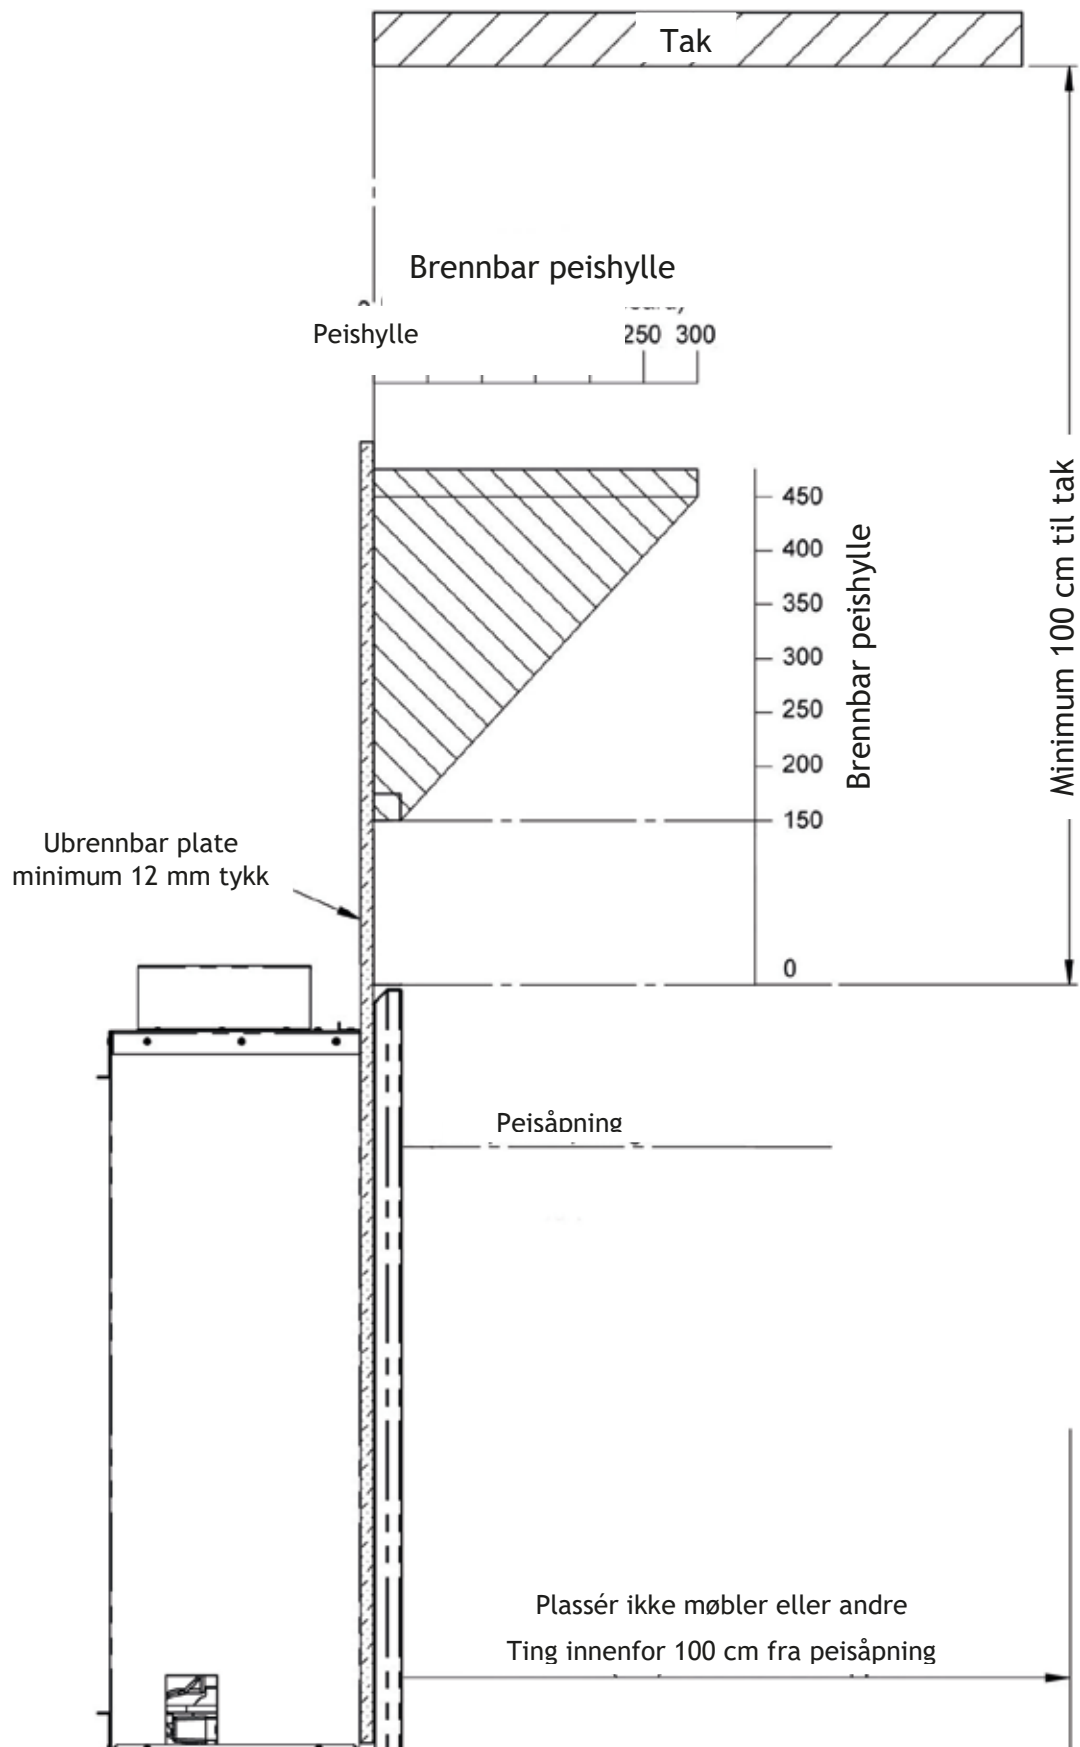 Tak
Brennbar peishylle
Peishylle
250 300
450
400
350
300
250
200
150
0
Brennbar peishylle
Minimum 100 cm til tak
Ubrennbar plate
minimum 12 mm tykk
Peisåpning
Plassér ikke møbler eller andre
Ting innenfor 100 cm fra peisåpning